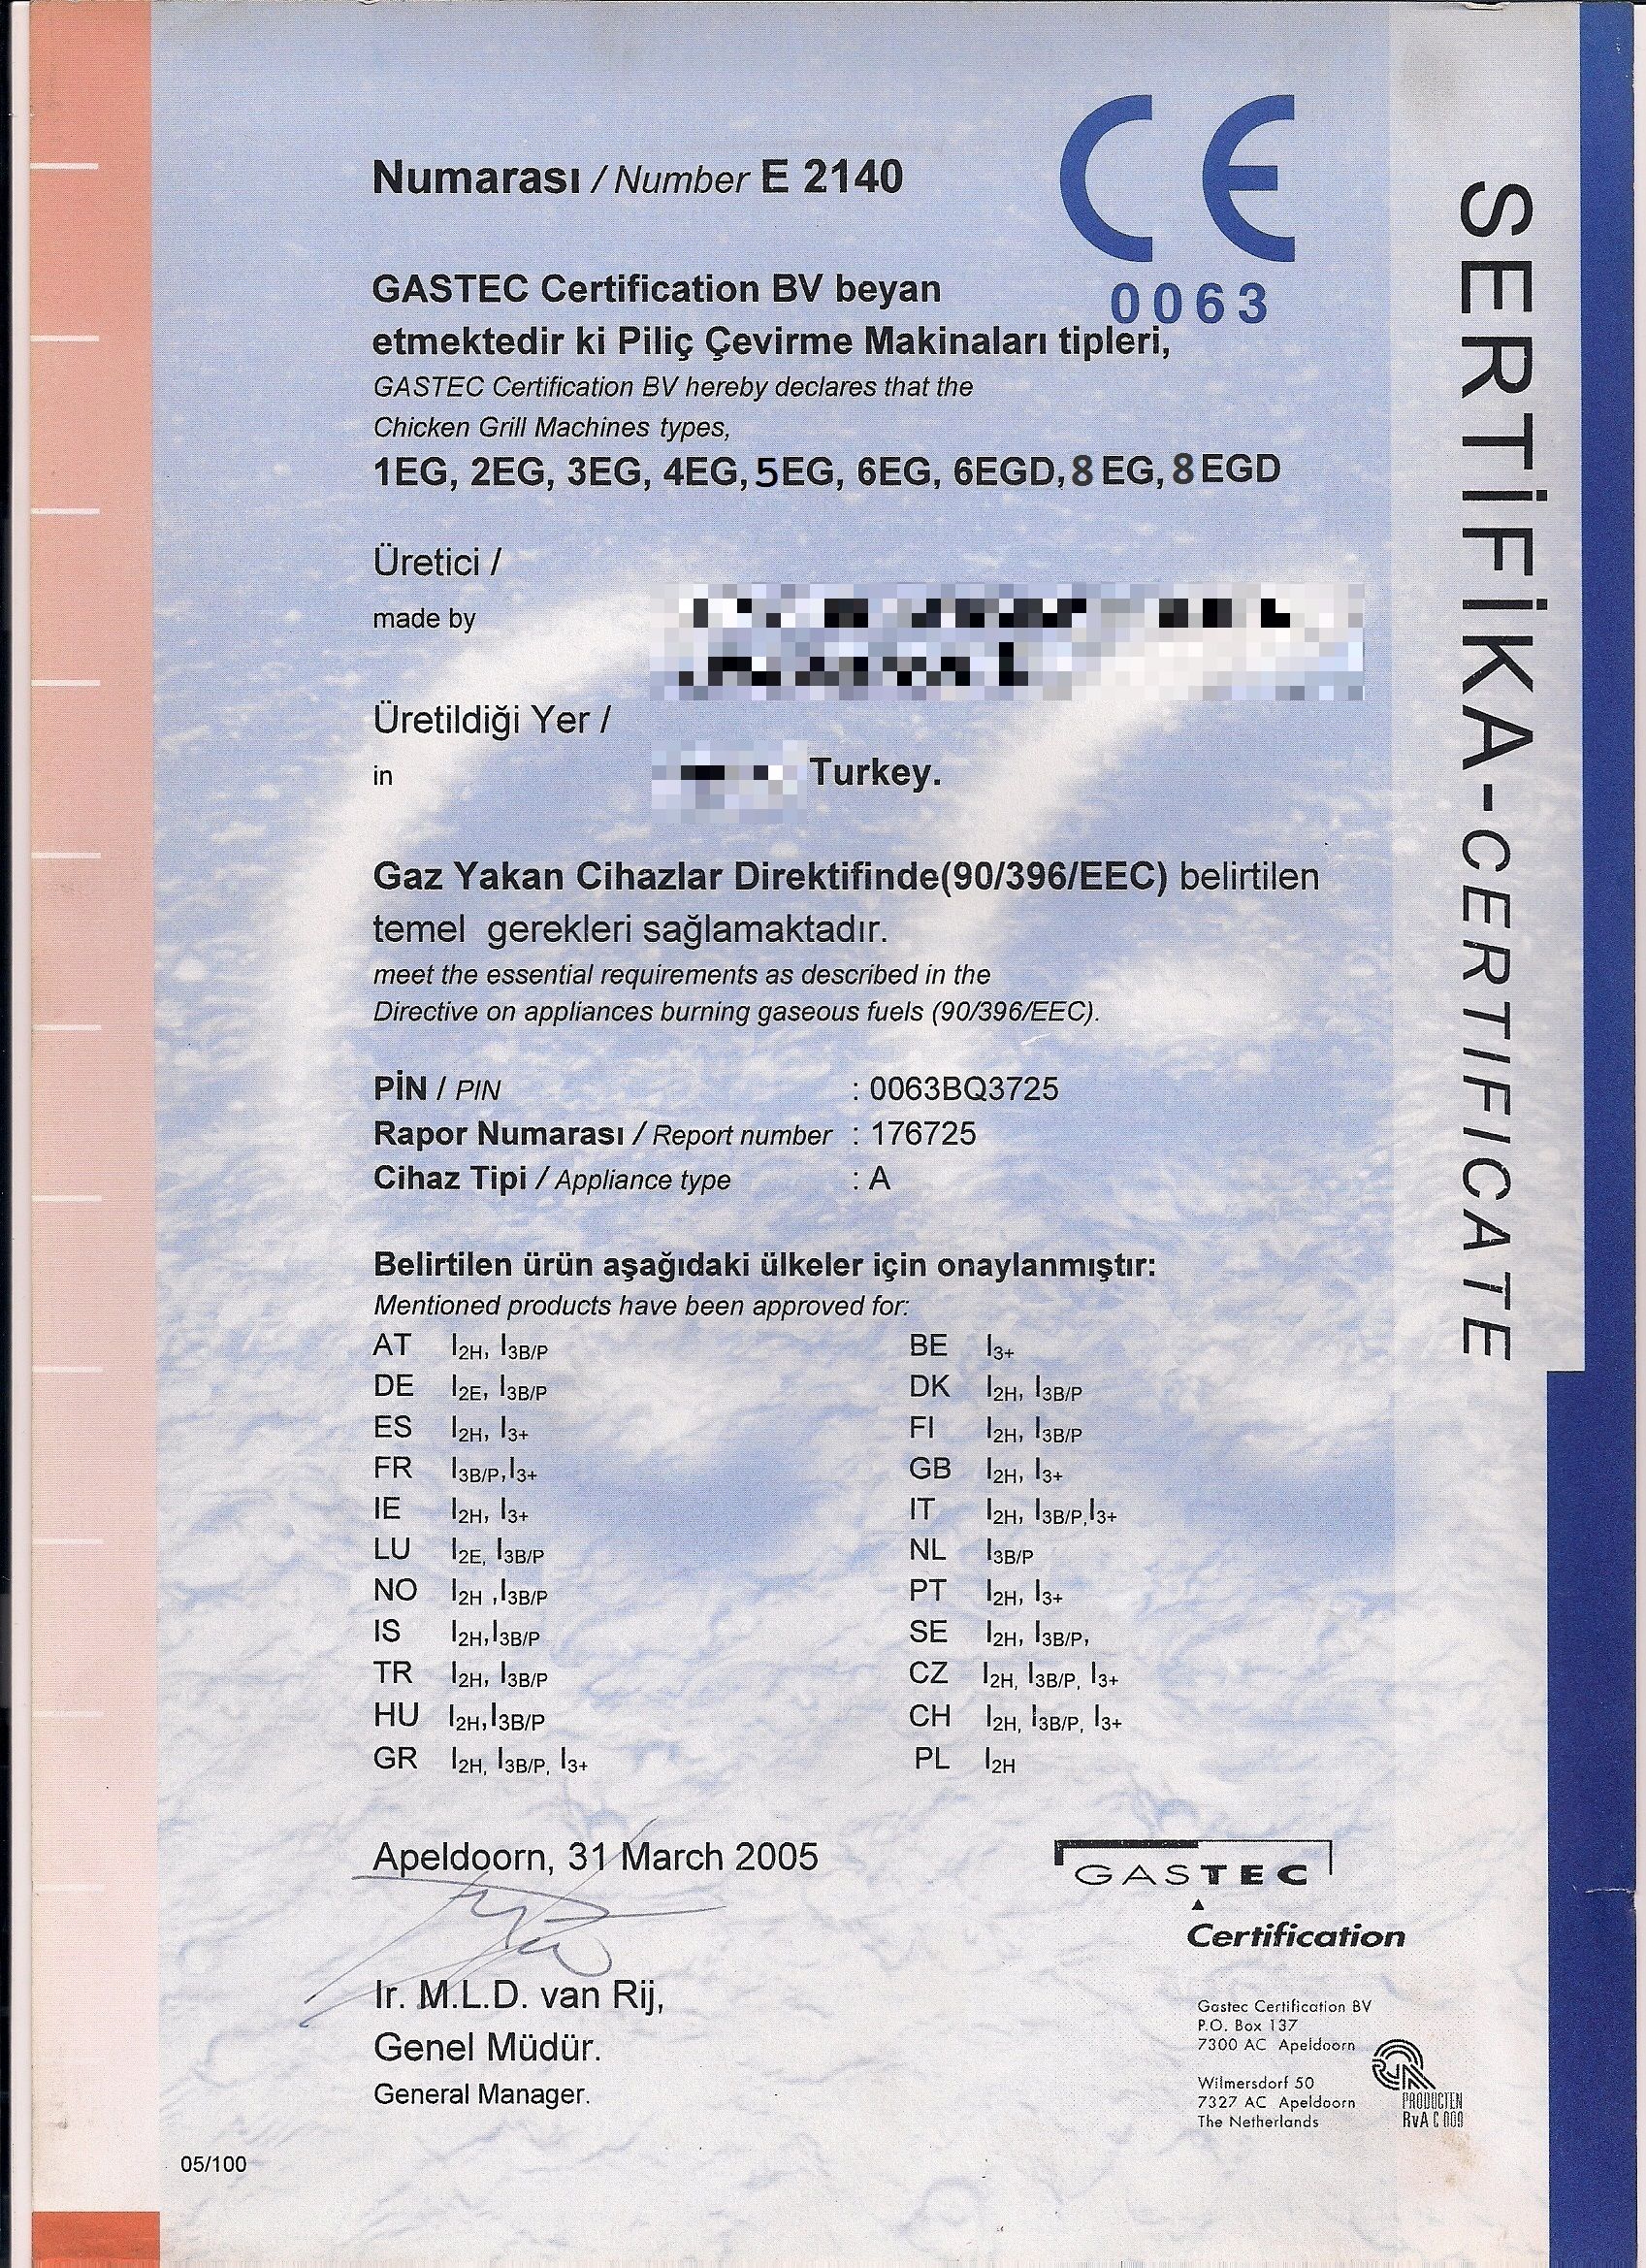 Numarası / Number E 2140
CE
0063
GASTEC Certification BV beyan
etmektedir ki Piliç Çevirme Makinaları tipleri,
GASTEC Certification BV hereby declares that the
Chicken Grill Machines types,
1EG, 2EG, 3EG, 4EG, 5EG, 6EG, 6EGD, 8 EG, 8 EGD
Üretici /
made by
Üretildiği Yer /
in Turkey.
Gaz Yakan Cihazlar Direktifinde(90/396/EEC) belirtilen
temel gerekleri sağlamaktadır.
meet the essential requirements as described in the
Directive on appliances burning gaseous fuels (90/396/EEC).
PİN / PIN : 0063BQ3725
Rapor Numarası / Report number : 176725
Cihaz Tipi / Appliance type : A
Belirtilen ürün aşağıdaki ülkeler için onaylanmıştır:
Mentioned products have been approved for:
AT I2H, I3B/P BE I3+
DE I2E, I3B/P DK I2H, I3B/P
ES I2H, I3+ FI I2H, I3B/P
FR I3B/P,I3+ GB I2H, I3+
IE I2H, I3+ IT I2H, I3B/P,I3+
LU I2E, I3B/P NL I3B/P
NO I2H ,I3B/P PT I2H, I3+
IS I2H,I3B/P SE I2H, I3B/P,
TR I2H, I3B/P CZ I2H, I3B/P, I3+
HU I2H,I3B/P CH I2H, I3B/P, I3+
GR I2H, I3B/P, I3+ PL I2H
Apeldoorn, 31 March 2005
Ir. M.L.D. van Rij,
Genel Müdür.
General Manager.
05/100
GASTEC
Certification
Gastec Certification BV
P.O. Box 137
7300 AC Apeldoorn
Wilmersdorf 50
7327 AC Apeldoorn
The Netherlands
PRODUCTEN
RvA C 009
SERTİFİKA-CERTIFICATE